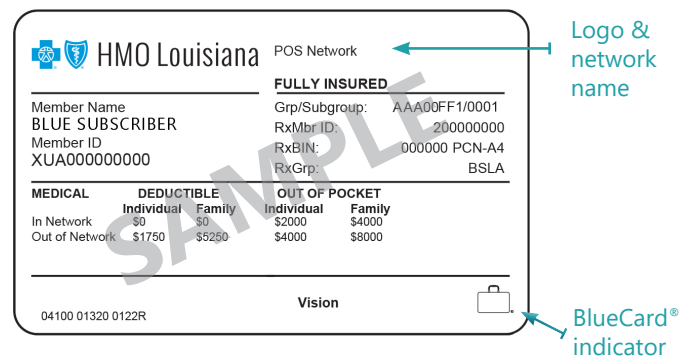 HMO Louisiana POS Network
FULLY INSURED
Member Name
BLUE SUBSCRIBER
Member ID
XUA000000000
Grp/Subgroup: AAA00FF1/0001
RxMbr ID: 200000000
RxBIN: 000000 PCN-A4
RxGrp: BSLA
MEDICAL DEDUCTIBLE OUT OF POCKET
Individual Family Individual Family
In Network $0 $0 $2000 $4000
Out of Network $1750 $5250 $4000 $8000
SAMPLE
Vision
04100 01320 0122R
®
Logo &
network
name
BlueCard®
indicator